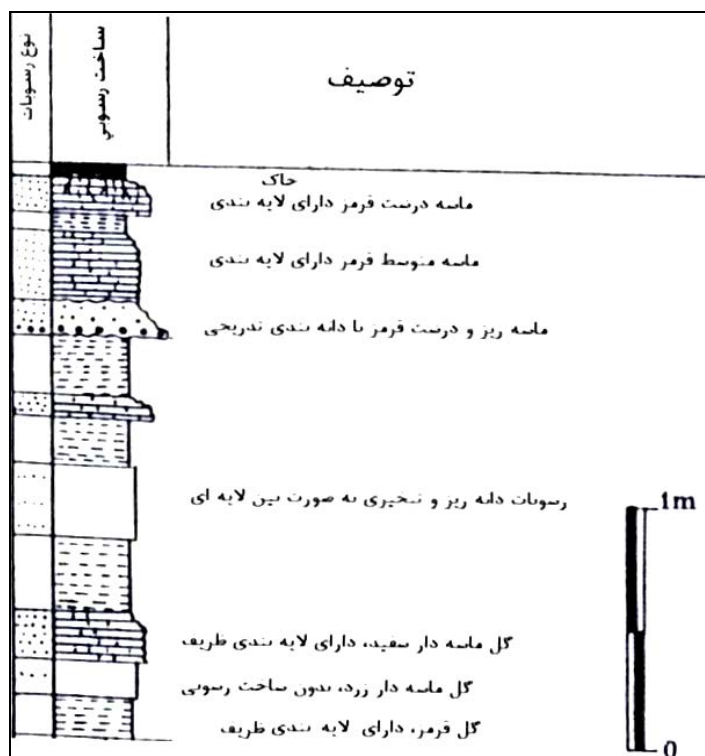 نوع رسوبات
ساخت رسوبي
توصیف
خاک
ماسه درشت قرمز دارای لایه بندی
ماسه متوسط قرمز دارای لایه بندی
ماسه ریز و درشت قرمز با دانه بندی تدریجی
رسوبات دانه ریز و تبخیری به صورت بین لایه ای
1m
گل ماسه دار سفید، دارای لایه بندی ظریف
گل ماسه دار زرد، بدون ساخت رسوبی
گل قرمز، دارای لایه بندی ظریف
0